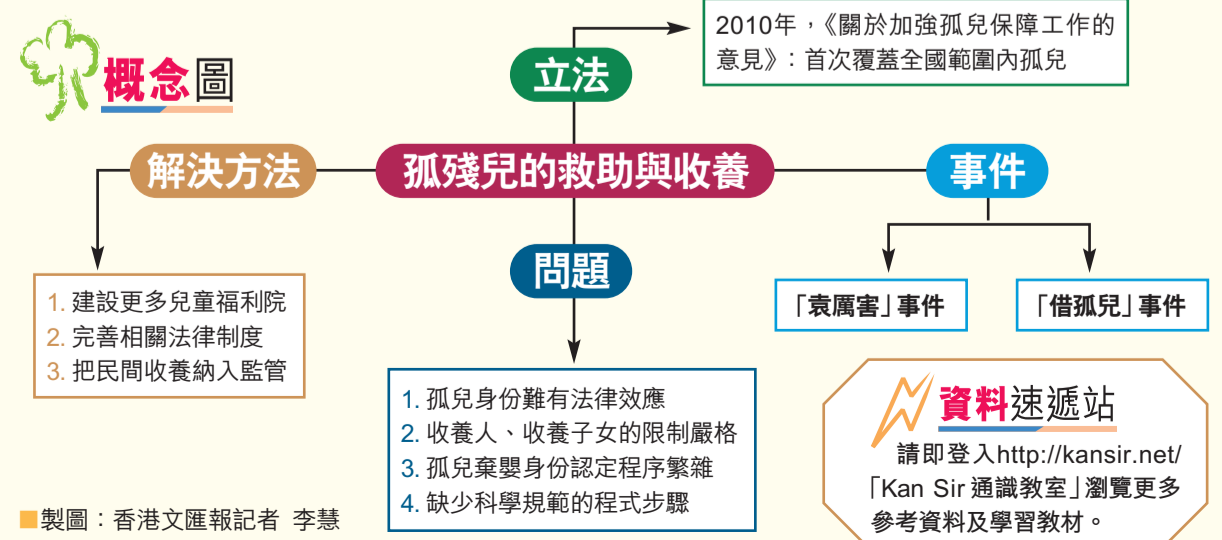 概念圖
立法
2010年，《關於加強孤兒保障工作的
意見》：首次覆蓋全國範圍內孤兒
解決方法
孤殘兒的救助與收養
事件
1. 建設更多兒童福利院
2. 完善相關法律制度
3. 把民間收養納入監管
問題
1. 孤兒身份難有法律效應
2. 收養人、收養子女的限制嚴格
3. 孤兒棄嬰身份認定程序繁雜
4. 缺少科學規範的程式步驟
「袁厲害」事件
「借孤兒」事件
資料速遞站
請即登入http://kansir.net/
「Kan Sir 通識教室」瀏覽更多
參考資料及學習教材。
■製圖：香港文匯報記者 李慧